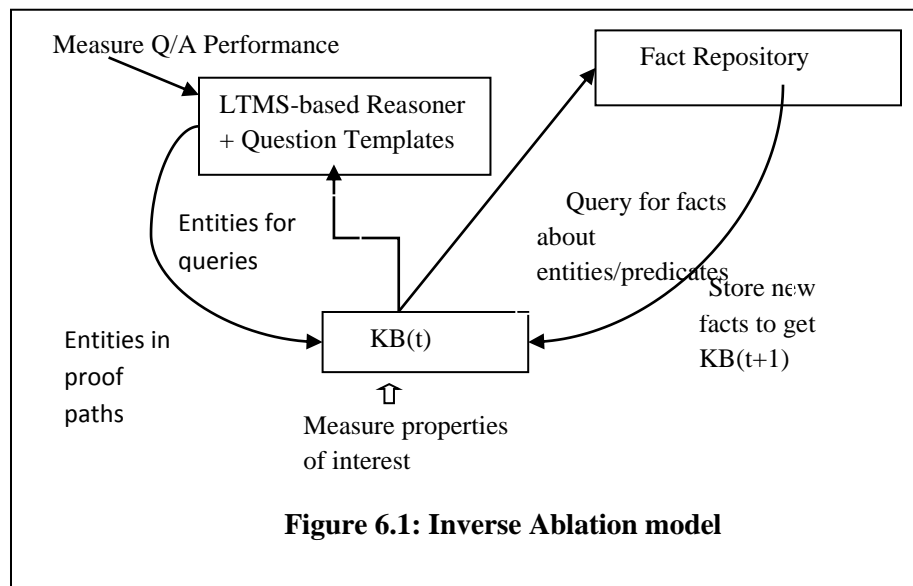 Measure Q/A Performance
Fact Repository
LTMS-based Reasoner
+ Question Templates
Entities for
queries
Query for facts
about
entities/predicates
Store new
facts to get
KB(t+1)
KB(t)
Entities in
proof
paths
Measure properties
of interest
Figure 6.1: Inverse Ablation model